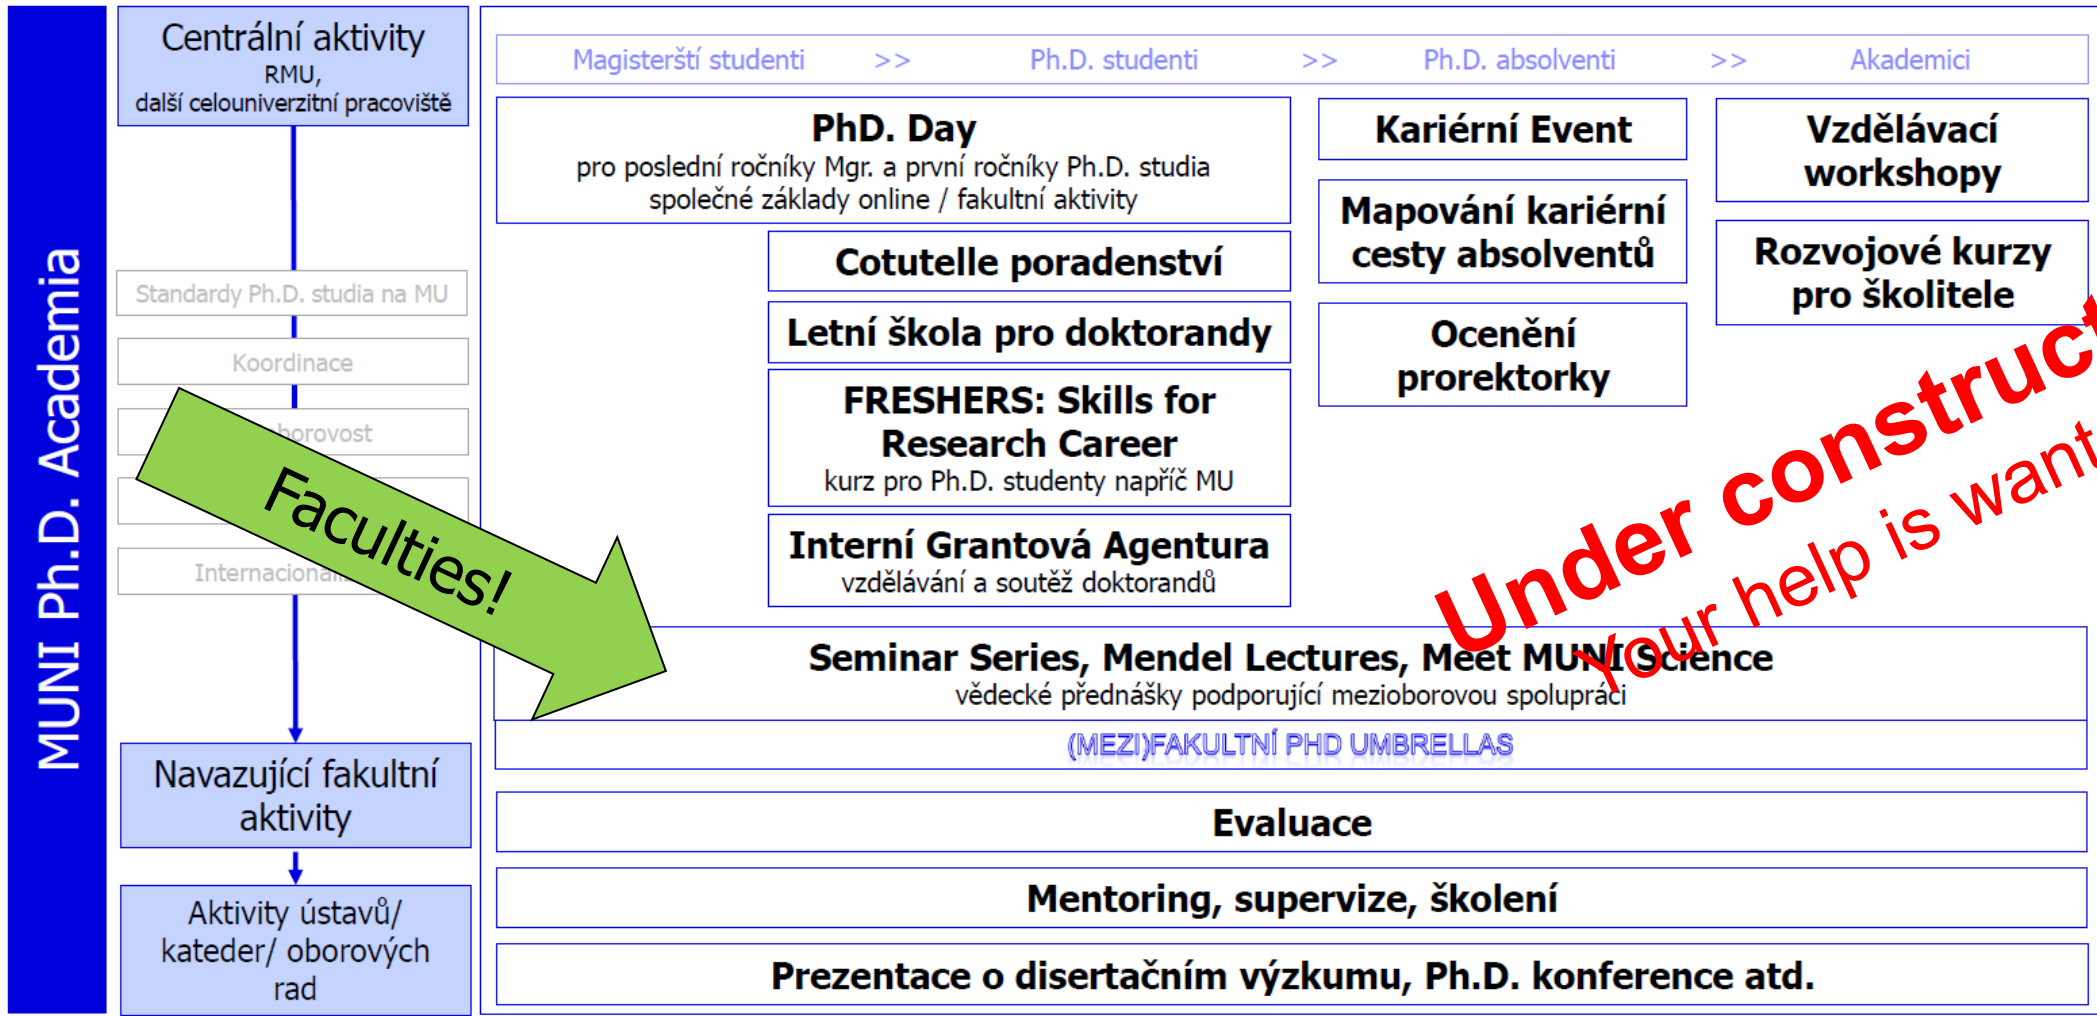 MUNI Ph.D. Academia
Centrální aktivity
RMU,
další celouniverzitní pracoviště
Standardy Ph.D. studia na MU
Koordinace
Faculties!
Navazující fakultní
aktivity
Aktivity ústavů/
kateder/ oborových
rad
Magisterští studenti >> Ph.D. studenti >> Ph.D. absolventi >> Akademici
PhD. Day
pro poslední ročníky Mgr. a první ročníky Ph.D. studia
společné základy online / fakultní aktivity
Cotutelle poradenství
Letní škola pro doktorandy
FRESHERS: Skills for
Research Career
kurz pro Ph.D. studenty napříč MU
Interní Grantová Agentura
vzdělávání a soutěž doktorandů
Kariérní Event
Mapování kariérní
cesty absolventů
Ocenění
prorektorky
Vzdělávací
workshopy
Rozvojové kurzy
pro školitele
Under construct
Your help is want
Seminar Series, Mendel Lectures, Meet MUNI Science
vědecké přednášky podporující mezioborovou spolupráci
(MEZI)FAKULTNÍ PHD UMBRELLAS
Evaluace
Mentoring, supervize, školení
Prezentace o disertačním výzkumu, Ph.D. konference atd.